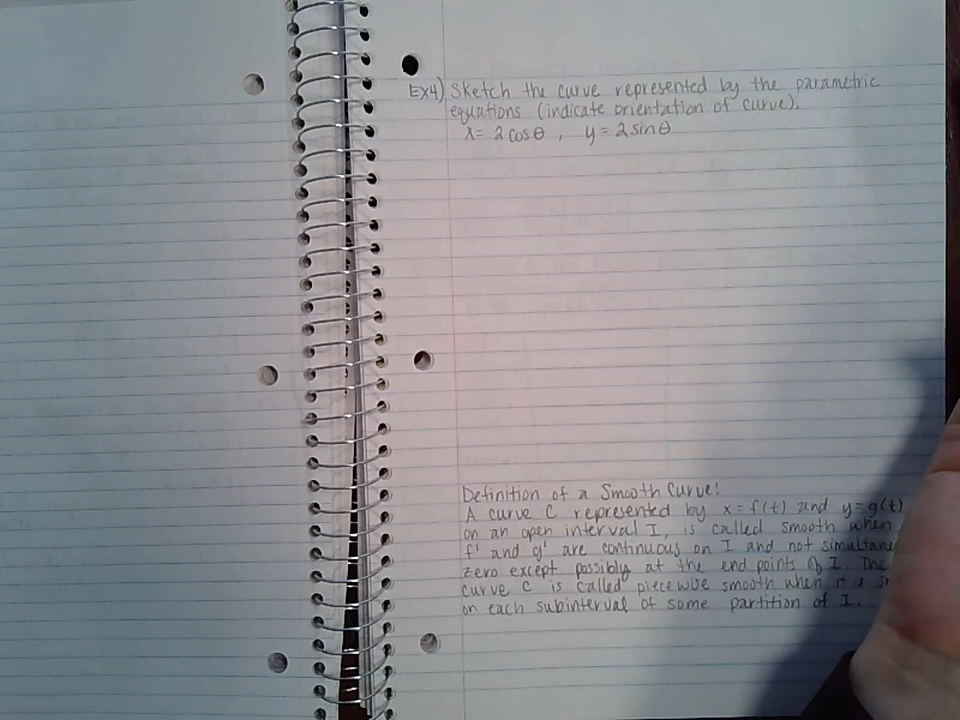 Ex4) Sketch the curve represented by the parametric
equations (indicate orientation of curve).
x= 2cosθ , y= 2sinθ
Definition of a Smooth Curve:
A curve C represented by x=f(t) and y=g(t)
on an open interval I, is called smooth when
f' and g' are continuous on I and not
zero except possibly at the end points of I. The
curve C is called piecewise smooth when it is
on each subinterval of some partition of I.